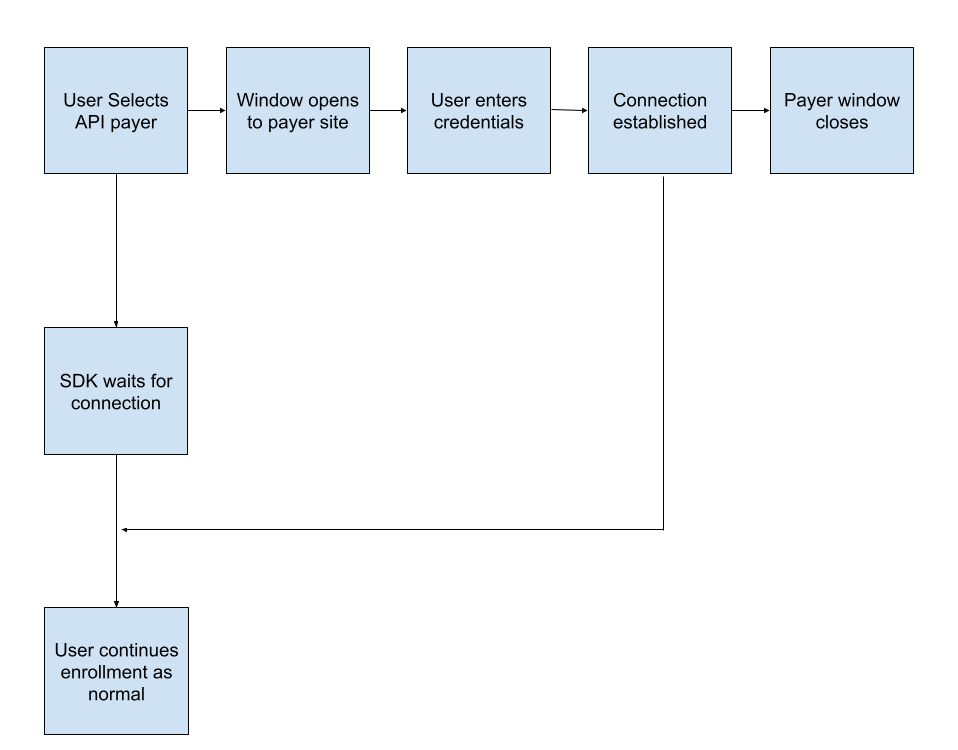 User Selects
API payer
Window opens
to payer site
User enters
credentials
Connection
established
Payer window
closes
SDK waits for
connection
User continues
enrollment as
normal